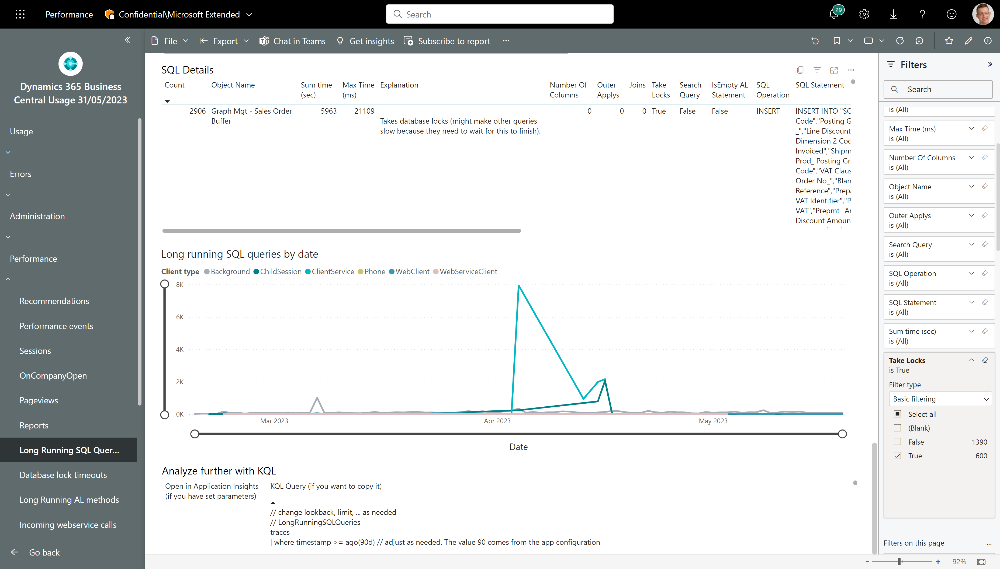 Performance
Confidential\Microsoft Extended
Search
29
File
Export
Chat in Teams
Get insights
Subscribe to report
Dynamics 365 Business
Central Usage 31/05/2023
Usage
Errors
Administration
Performance
Recommendations
Performance events
Sessions
OnCompanyOpen
Pageviews
Reports
Long Running SQL Quer...
Database lock timeouts
Long Running AL methods
Incoming webservice calls
Go back
SQL Details
Count
Object Name
Sum time
(sec)
Max Time
(ms)
Explanation
Number Of
Columns
Outer
Applys
Joins
Take
Locks
Search
Query
IsEmpty AL
Statement
SQL
Operation
SQL Statement
2906
Graph Mgt - Sales Order
Buffer
5963
21109
Takes database locks (might make other queries
slow because they need to wait for this to finish).
0
0
0
True
False
False
INSERT
INSERT INTO "SC
Code","Posting G
_","Line Discount
Dimension 2 Coc
Invoiced","Shipm
Prod_ Posting Gr
Code","VAT Claus
Order No_","Blan
Reference","Prep
VAT Identifier","P
VAT","Prepmt_ A
Discount Amoun
Long running SQL queries by date
Client type Background ChildSession ClientService Phone WebClient WebServiceClient
8K
6K
4K
2K
0K
Mar 2023
Apr 2023
May 2023
Date
Analyze further with KQL
Open in Application Insights
(if you have set parameters)
KQL Query (if you want to copy it)
// change lookback, limit, ... as needed
// LongRunningSQLQueries
traces
| where timestamp >= ago(90d) // adjust as needed. The value 90 comes from the app configuration
Filters
Search
is (All)
Max Time (ms)
is (All)
Number Of Columns
is (All)
Object Name
is (All)
Outer Applys
is (All)
Search Query
is (All)
SQL Operation
is (All)
SQL Statement
is (All)
Sum time (sec)
is (All)
Take Locks
is True
Filter type
Basic filtering
Select all
(Blank)
False 1390
True 600
Filters on this page
...
- + 92%